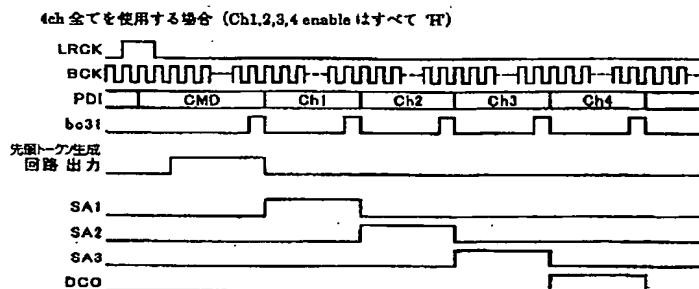 4ch 全てを使用する場合 (Ch1,2,3,4 enable はすべて 'H')
LRCK
BCK
PDI CMD Ch1 Ch2 Ch3 Ch4
bc31
先頭トークン生成
回路出力
SA1
SA2
SA3
DCO